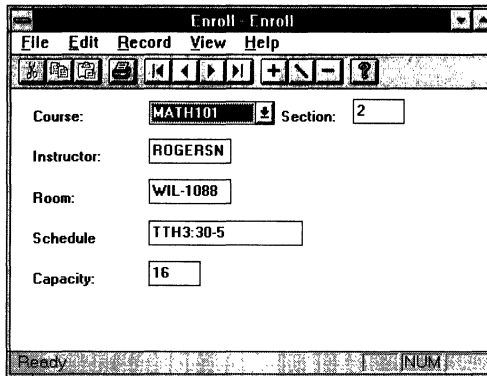 Enroll - Enroll
File Edit Record View Help
Course: MATH101 Section: 2
Instructor: ROGERSN
Room: WIL-1088
Schedule TTH3:30-5
Capacity: 16
Ready NUM